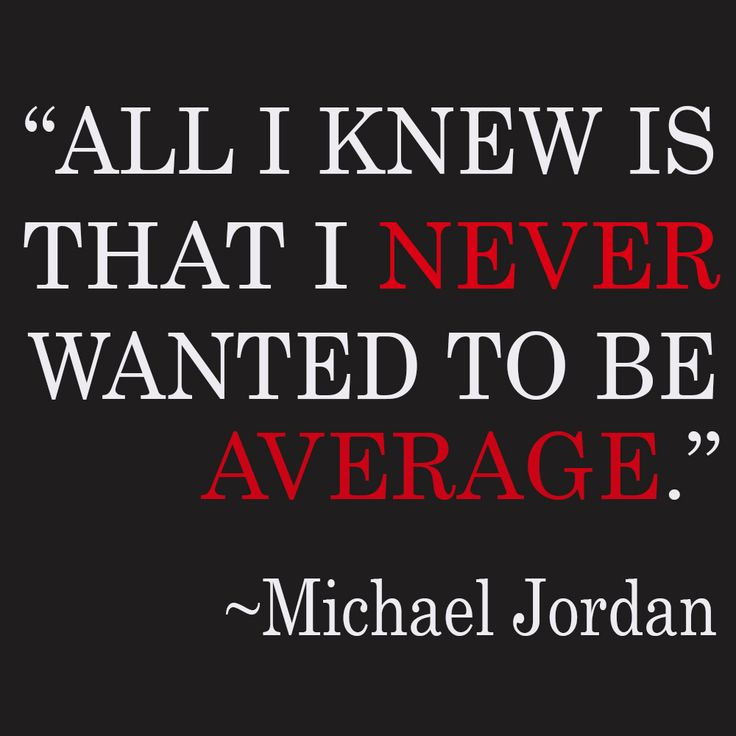 “ALL I KNEW IS
THAT I NEVER
WANTED TO BE
AVERAGE.”
~Michael Jordan